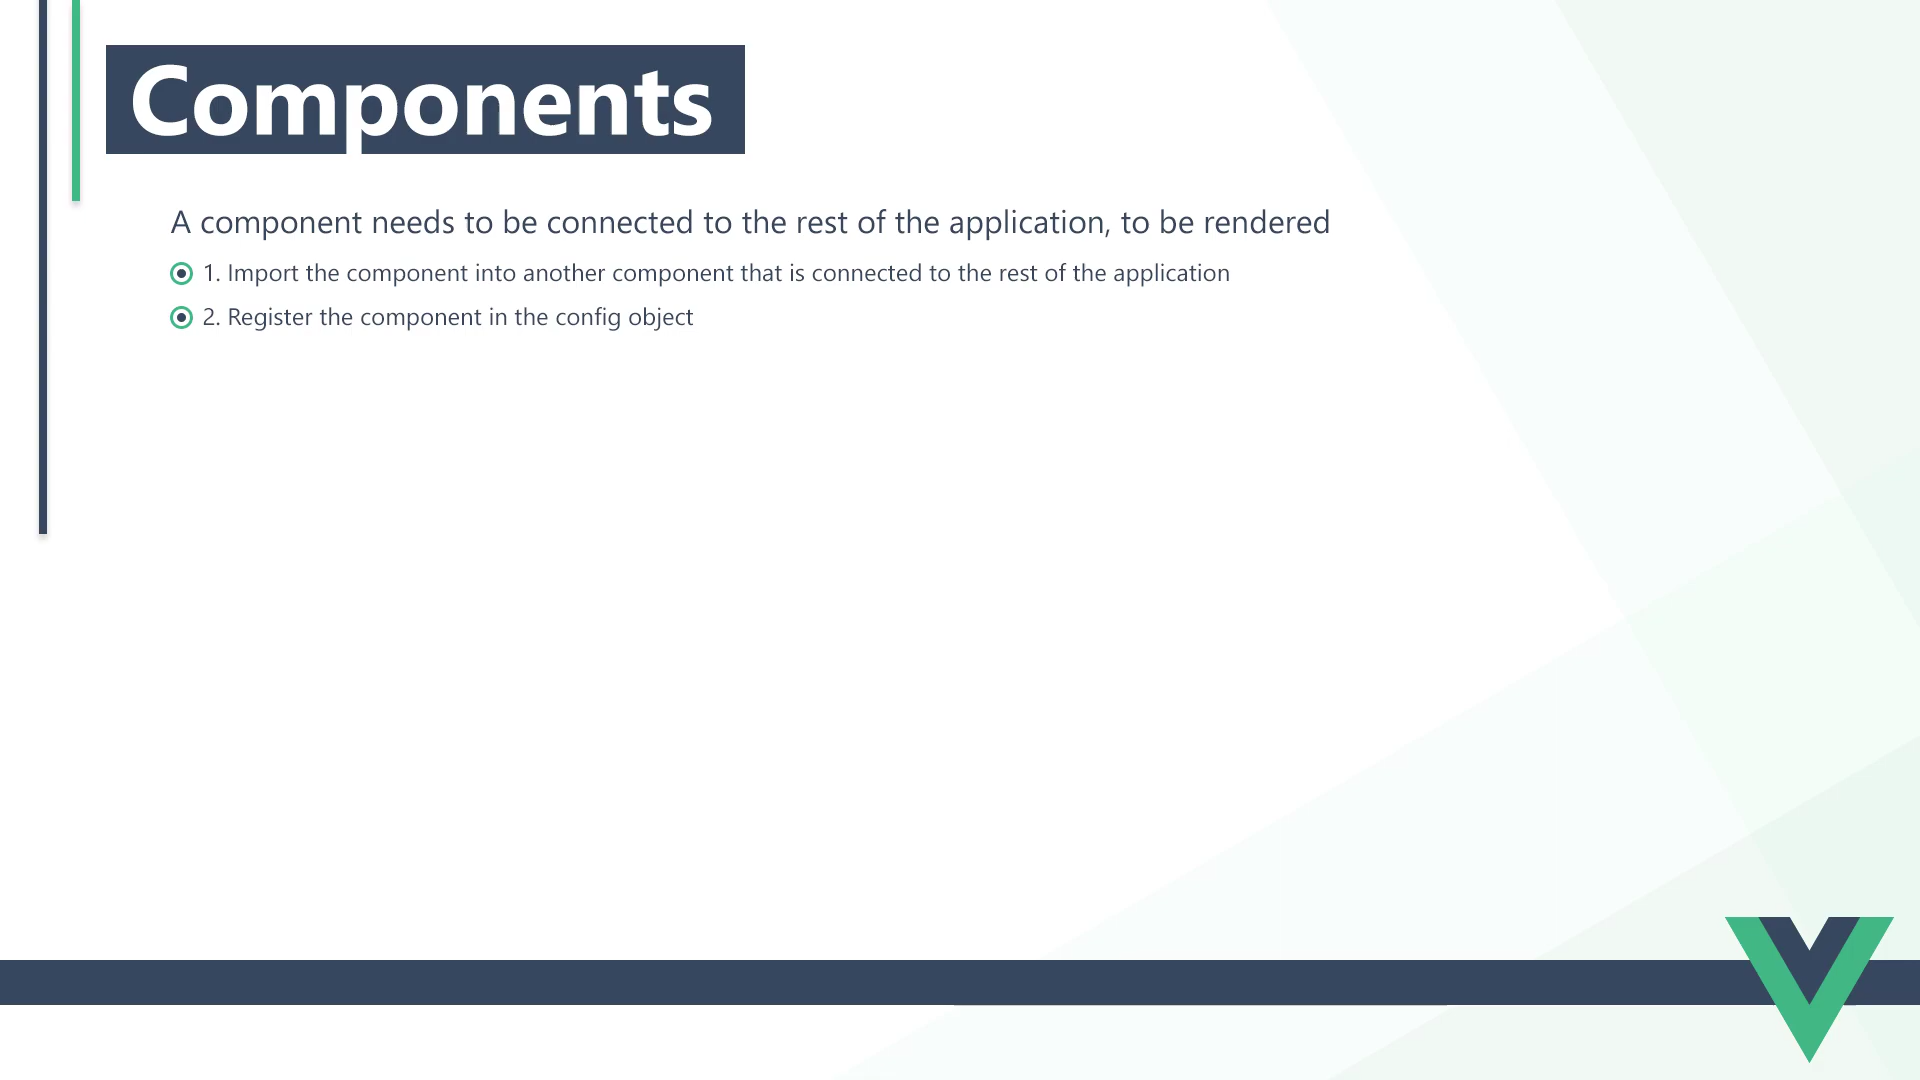 Components
A component needs to be connected to the rest of the application, to be rendered
1. Import the component into another component that is connected to the rest of the application
2. Register the component in the config object